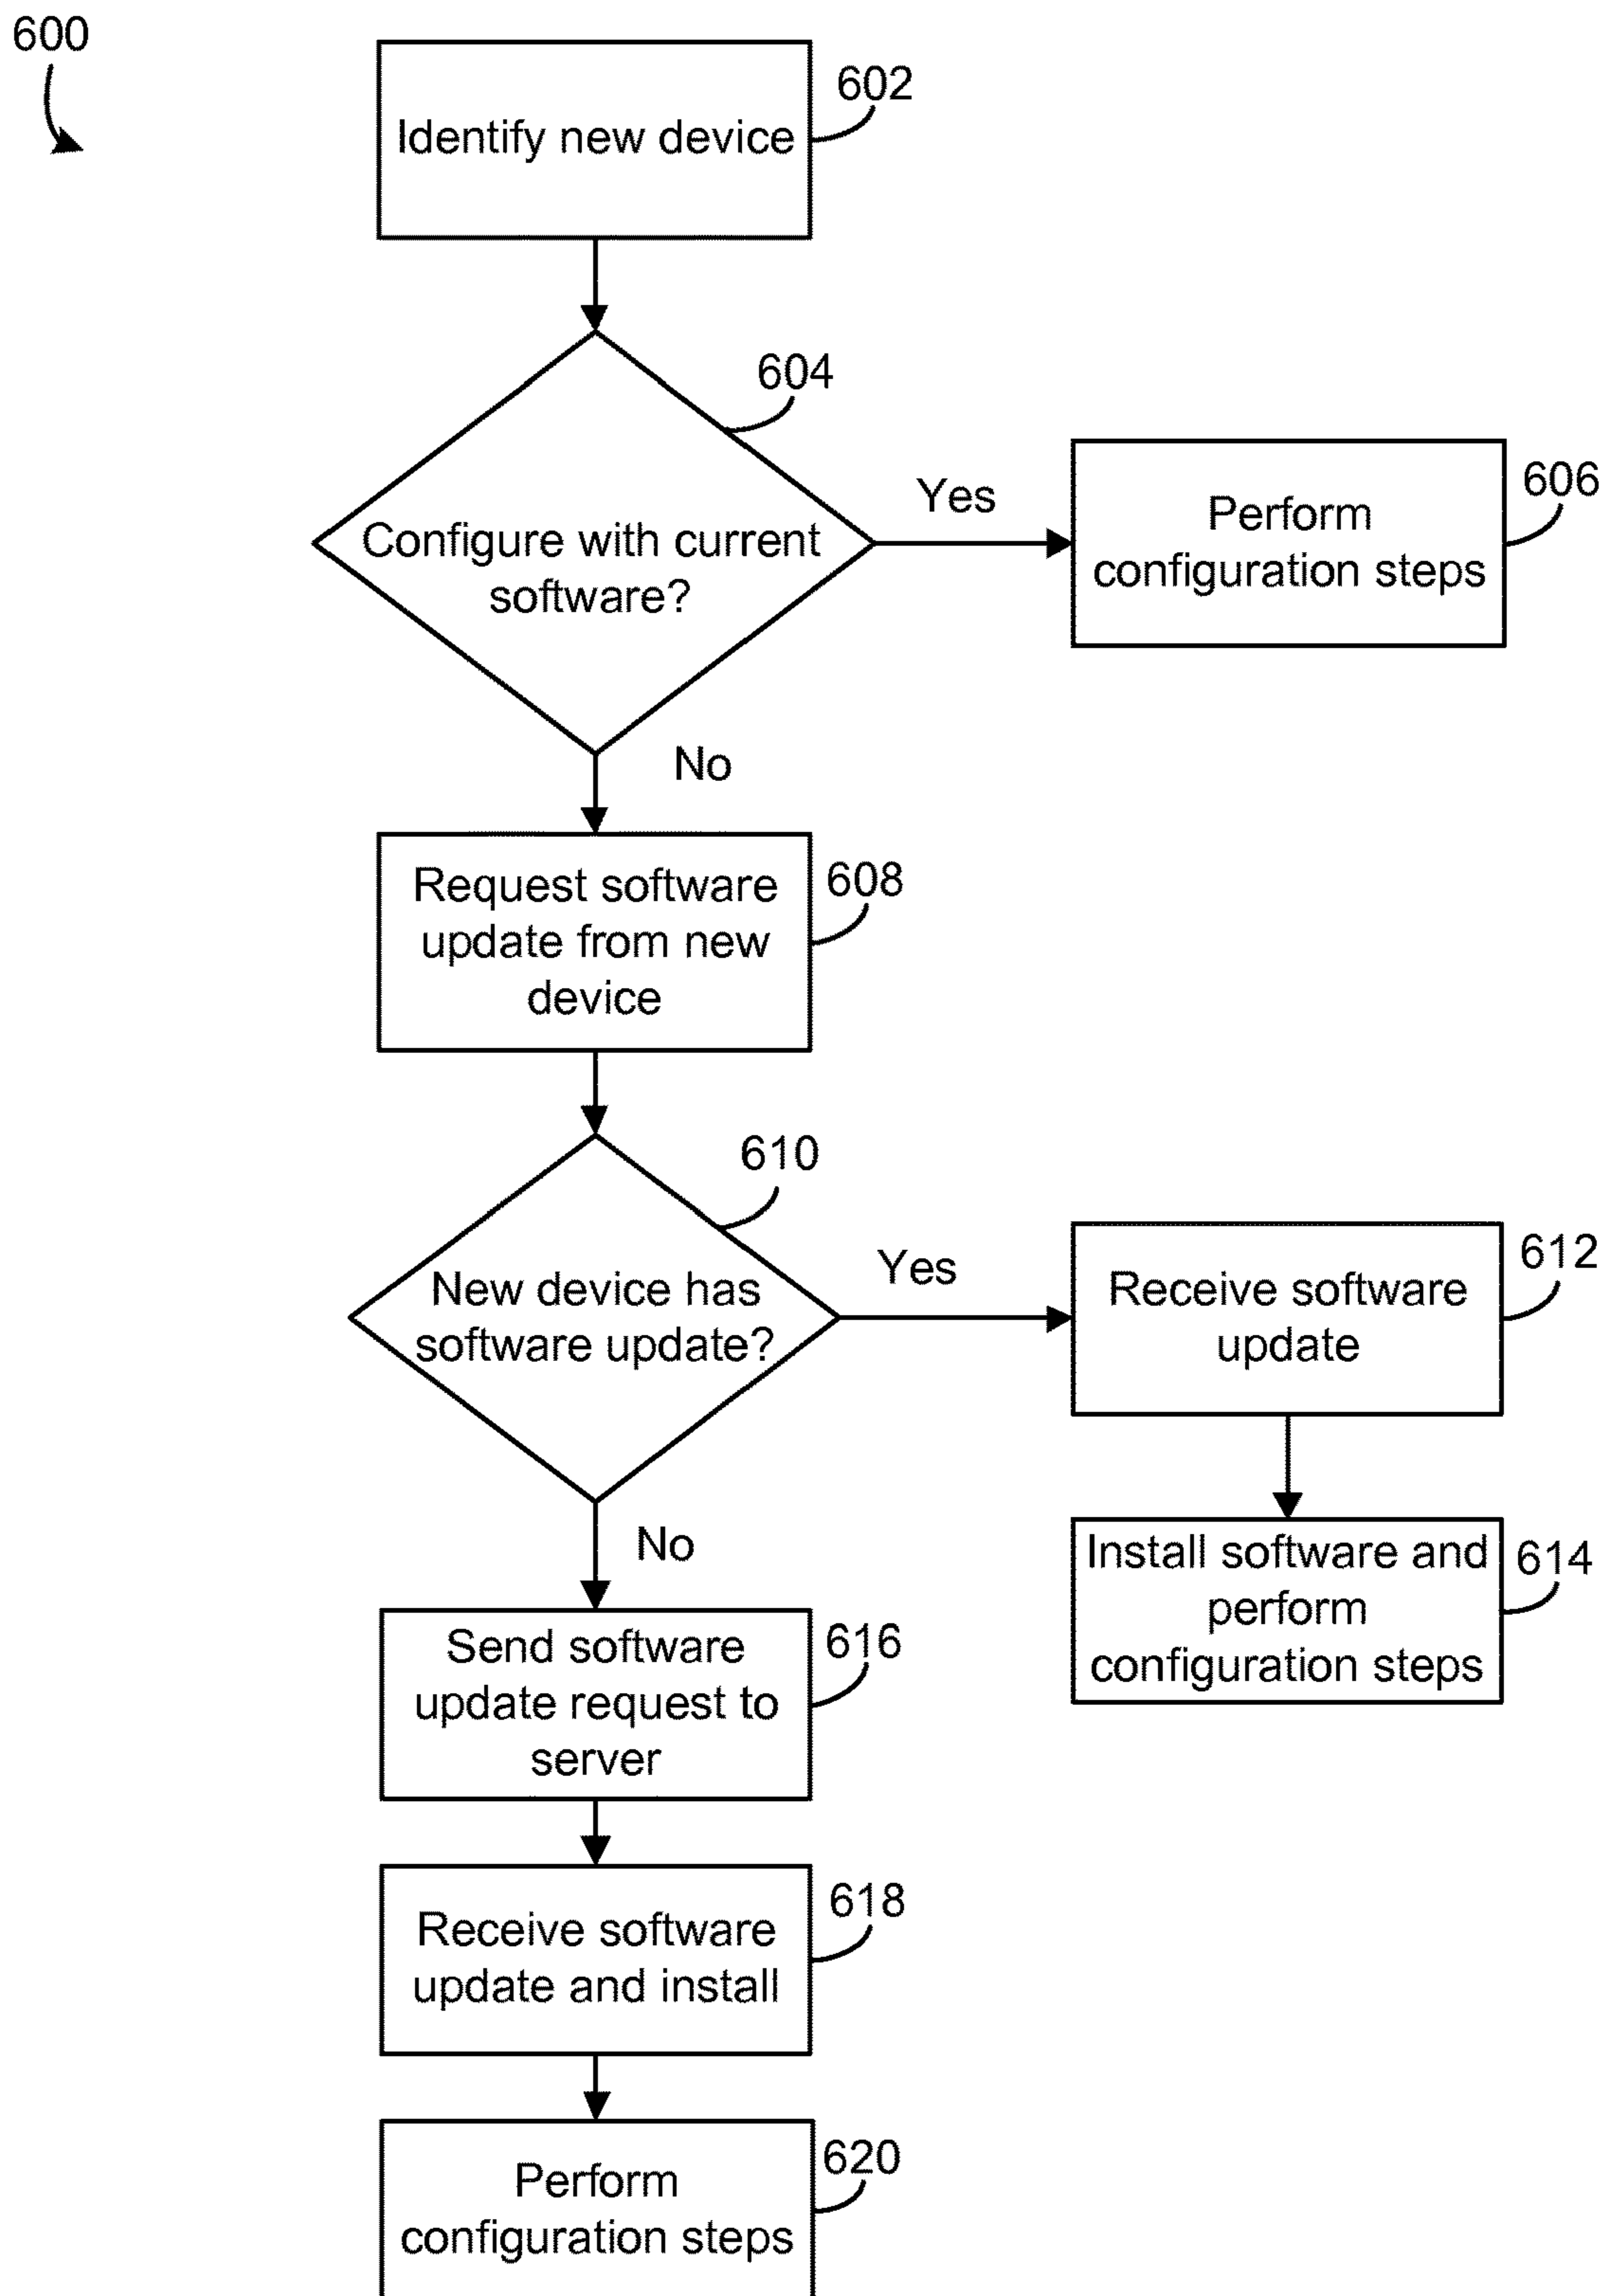 600
602
Identify new device
604
Configure with current
software?
Yes
606
Perform
configuration steps
No
608
Request software
update from new
device
610
New device has
software update?
Yes
612
Receive software
update
614
Install software and
perform
configuration steps
No
616
Send software
update request to
server
618
Receive software
update and install
620
Perform
configuration steps